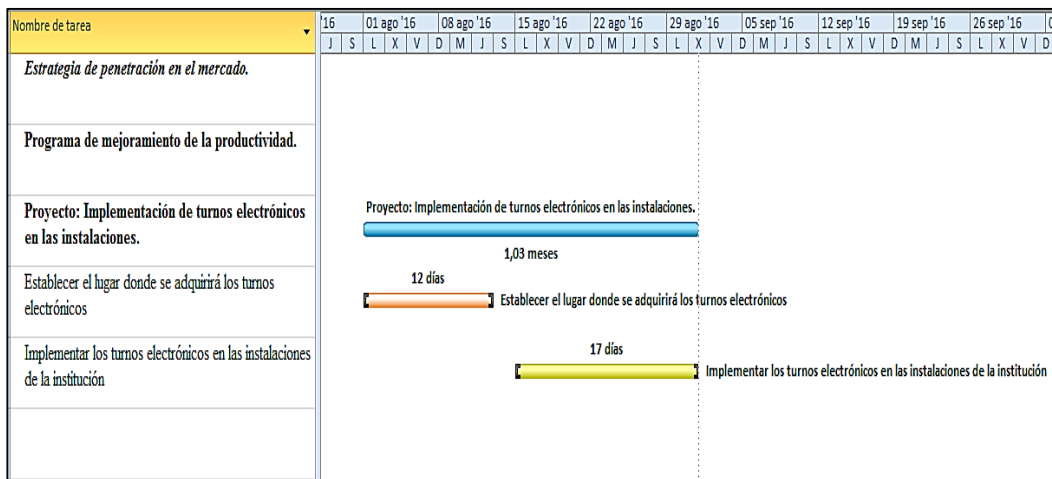 Nombre de tarea
'16 01 ago '16 08 ago '16 15 ago '16 22 ago '16 29 ago '16 05 sep '16 12 sep '16 19 sep '16 26 sep '16 0
J S L X V D M J S L X V D M J S L X V D M J S L X V D M J S L X V D
Estrategia de penetración en el mercado.
Programa de mejoramiento de la productividad.
Proyecto: Implementación de turnos electrónicos
en las instalaciones.
Proyecto: Implementación de turnos electrónicos en las instalaciones.
1,03 meses
Establecer el lugar donde se adquirirá los turnos
electrónicos
12 días
Establecer el lugar donde se adquirirá los turnos electrónicos
Implementar los turnos electrónicos en las instalaciones
de la institución
17 días
Implementar los turnos electrónicos en las instalaciones de la institución